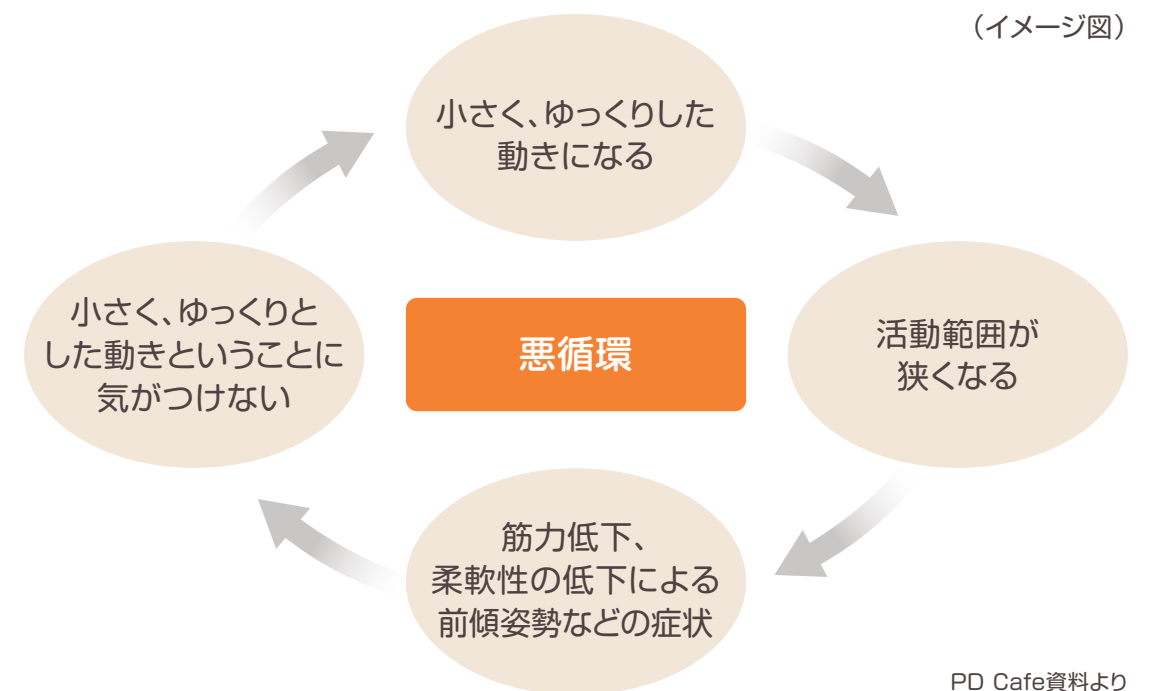 （イメージ図）
小さく、ゆっくりした
動きになる
活動範囲が
狭くなる
筋力低下、
柔軟性の低下による
前傾姿勢などの症状
小さく、ゆっくりと
した動きということに
気がつけない
悪循環
PD Cafe資料より